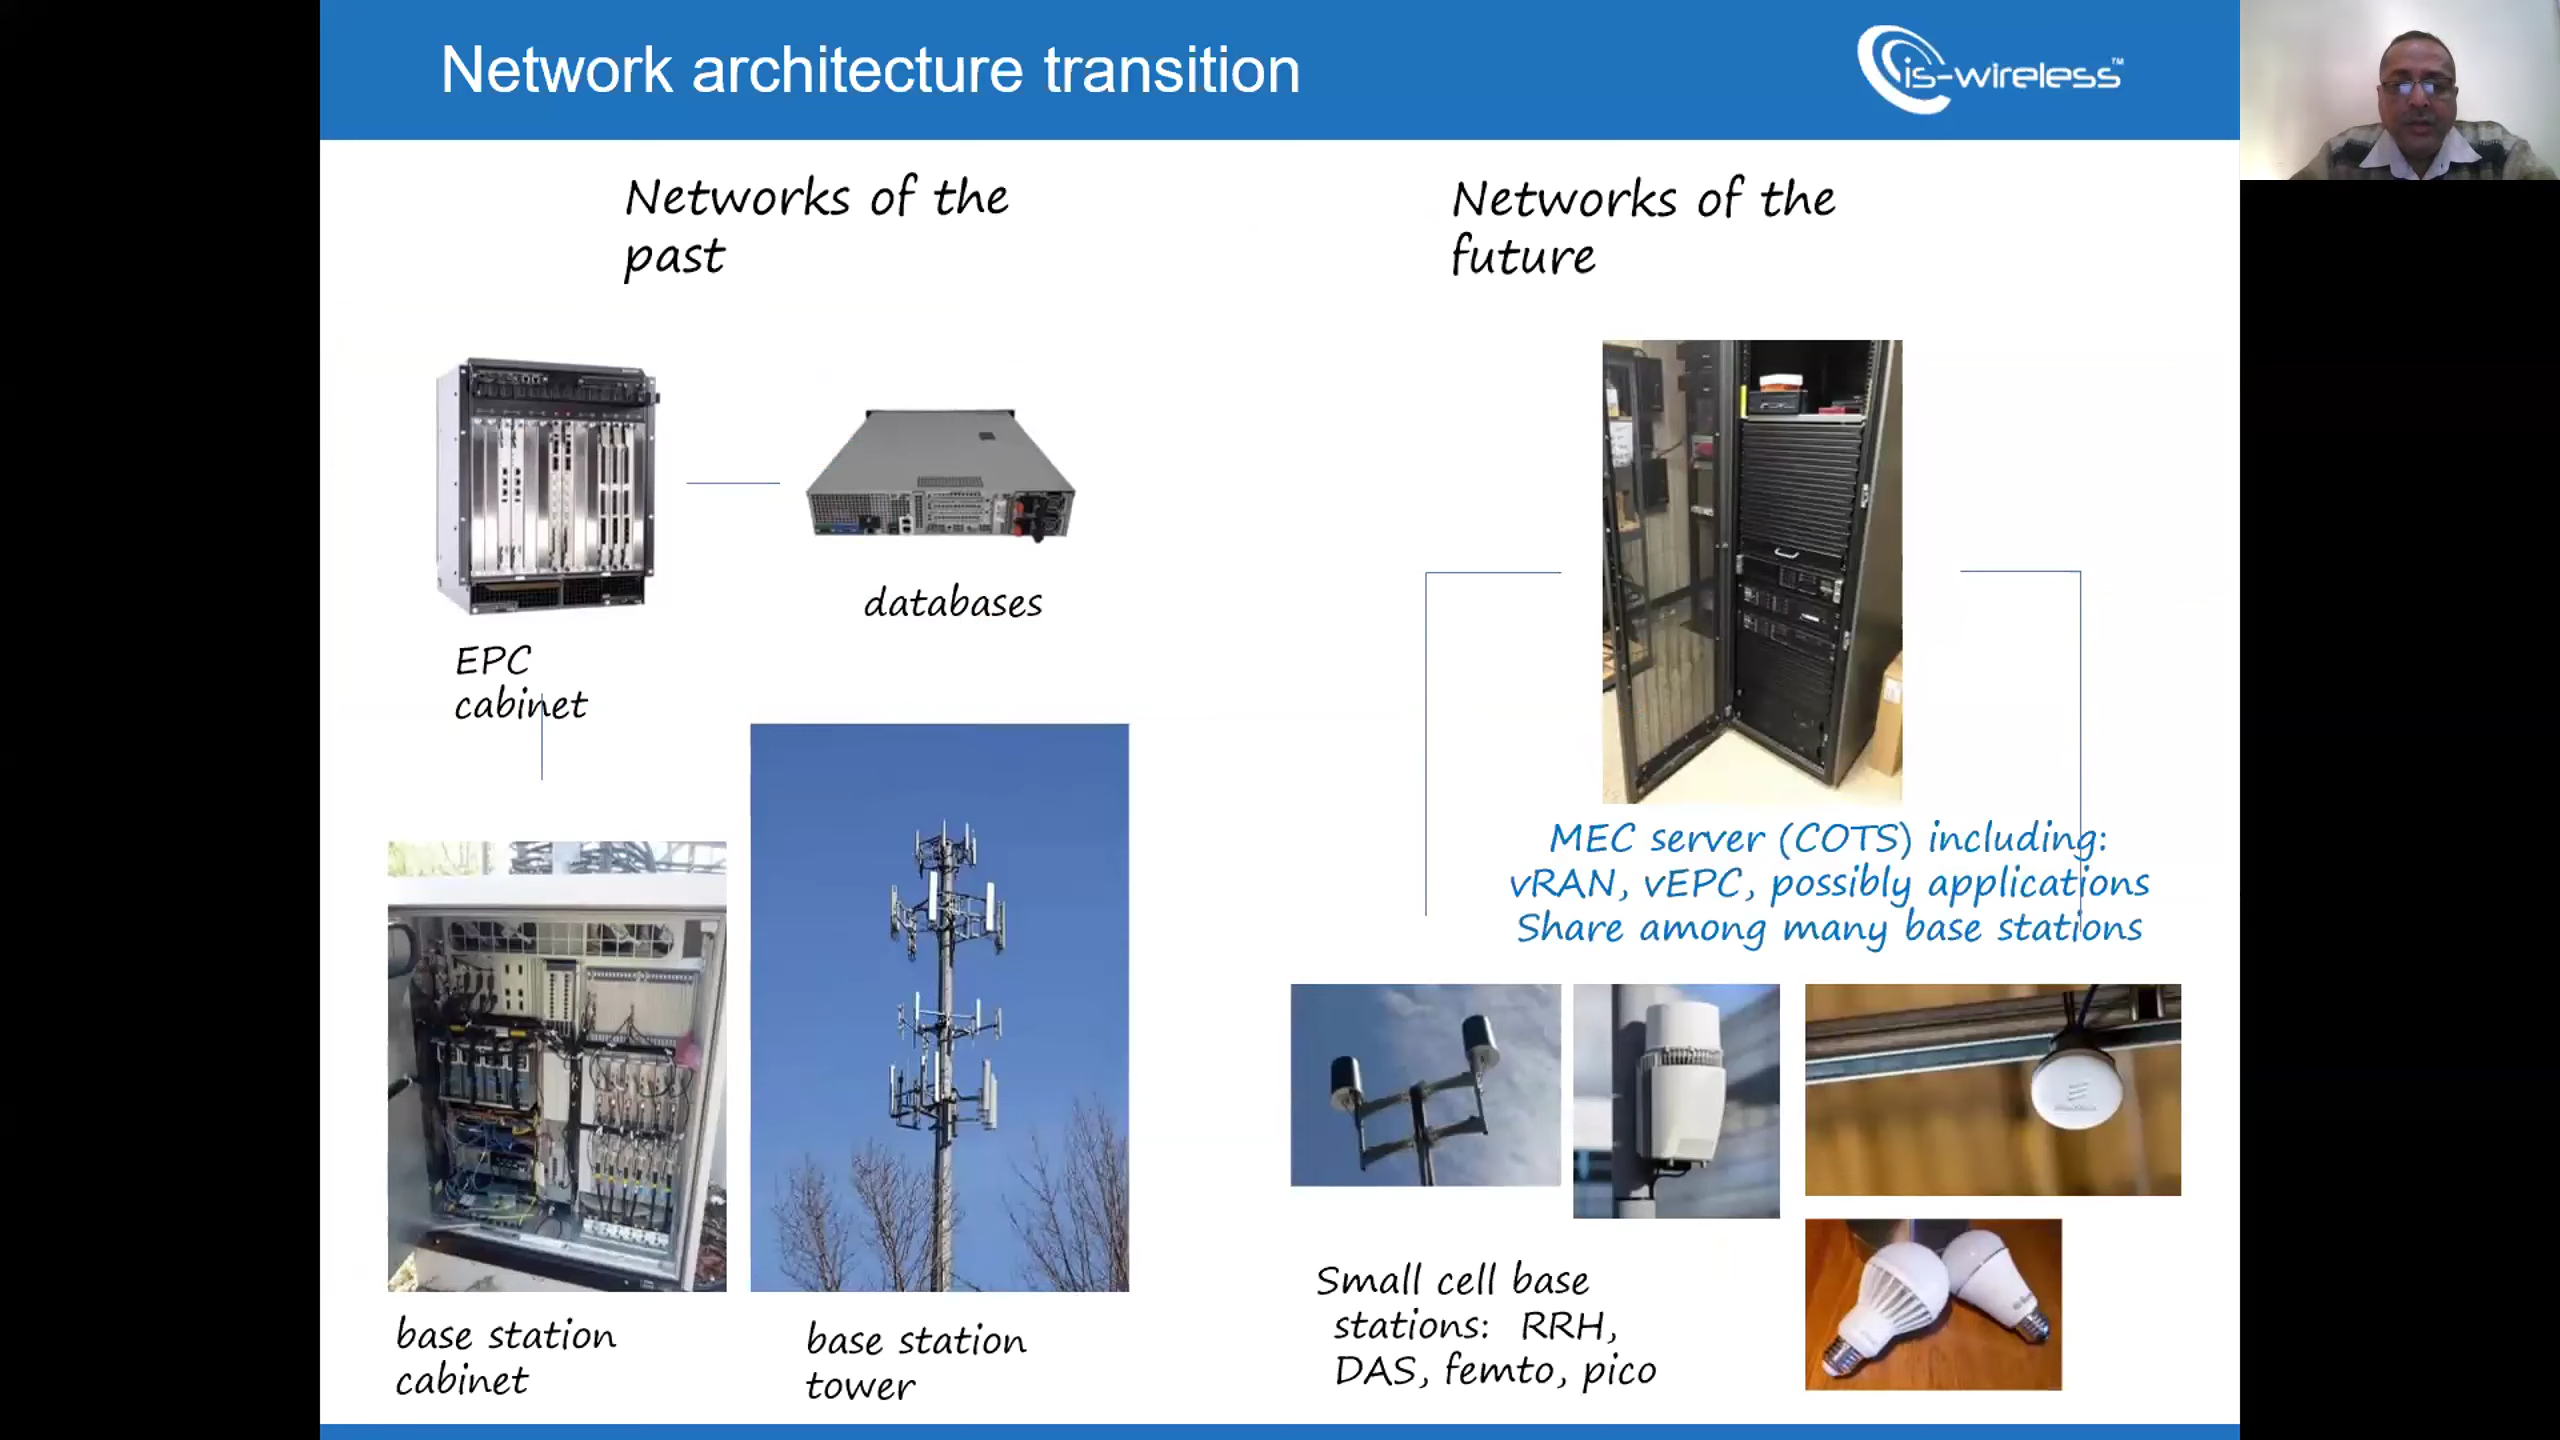 Network architecture transition
is-wireless™
Networks of the
past
Networks of the
future
databases
EPC
cabinet
MEC server (COTS) including:
vRAN, vEPC, possibly applications
Share among many base stations
base station
cabinet
base station
tower
Small cell base
stations: RRH,
DAS, femto, pico